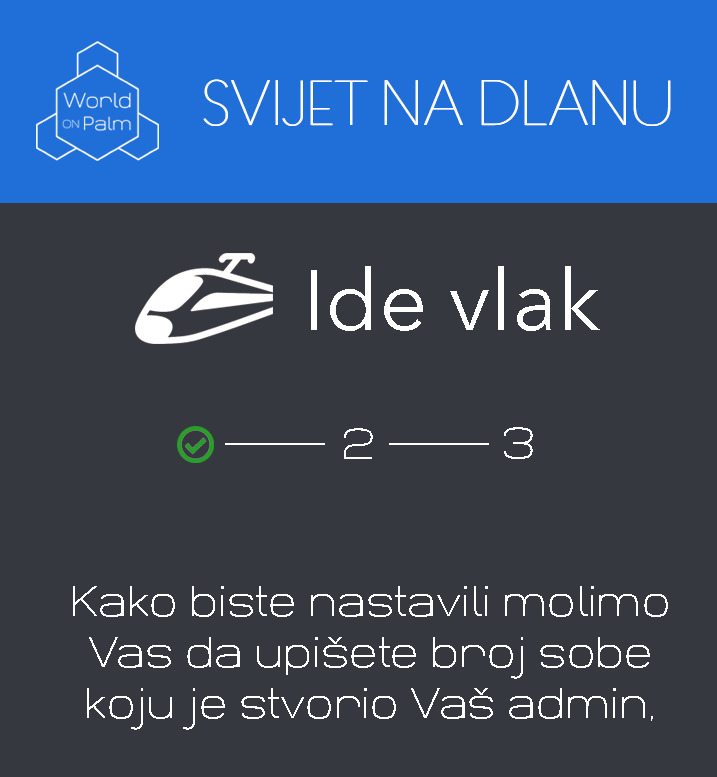 World
ON Palm
SVIJET NA DLANU
Ide vlak
2 3
Kako biste nastavili molimo
Vas da upišete broj sobe
koju je stvorio Vaš admin,